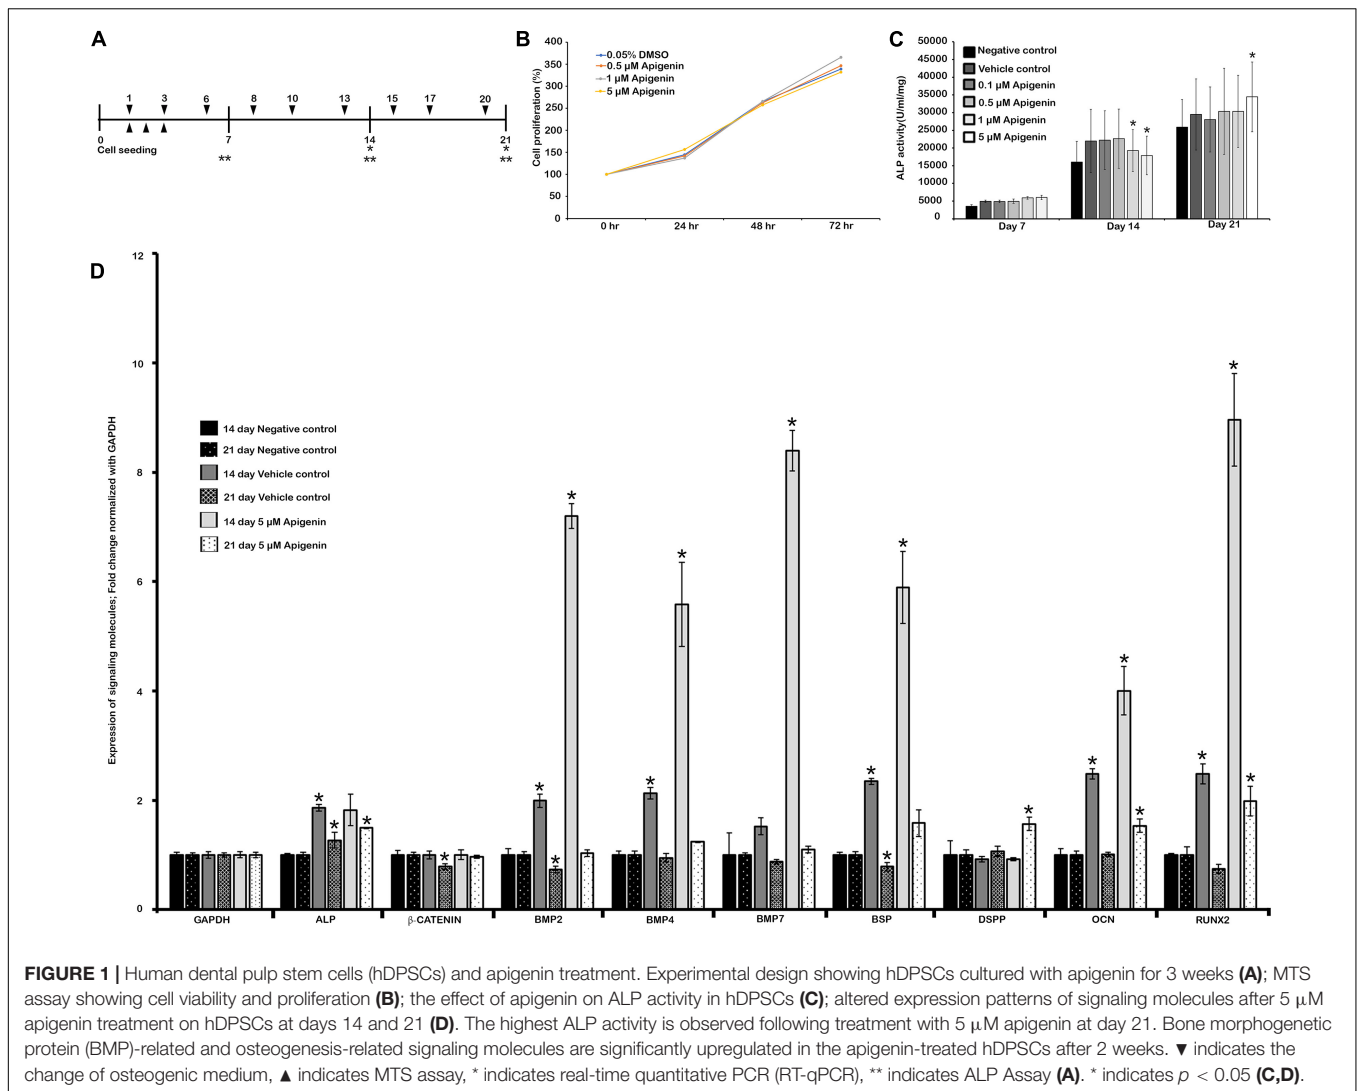 A
1 3 6 8 10 13 15 17 20
0 7 14 21
Cell seeding
* *
** ** **
B
400
350
300
250
200
150
100
50
0
Cell proliferation (%)
0.05% DMSO
0.5 µM Apigenin
1 µM Apigenin
5 µM Apigenin
0 hr 24 hr 48 hr 72 hr
C
50000
45000
40000
35000
30000
25000
20000
15000
10000
5000
0
ALP activity(U/ml/mg)
Negative control
Vehicle control
0.1 µM Apigenin
0.5 µM Apigenin
1 µM Apigenin
5 µM Apigenin
* * *
Day 7 Day 14 Day 21
D
12
10
8
6
4
2
0
Expression of signaling molecules; Fold change normalized with GAPDH
14 day Negative control
21 day Negative control
14 day Vehicle control
21 day Vehicle control
14 day 5 µM Apigenin
21 day 5 µM Apigenin
* * * * * * * * * * * * * * * * * * *
GAPDH ALP β-CATENIN BMP2 BMP4 BMP7 BSP DSPP OCN RUNX2
FIGURE 1 | Human dental pulp stem cells (hDPSCs) and apigenin treatment. Experimental design showing hDPSCs cultured with apigenin for 3 weeks (A); MTS
assay showing cell viability and proliferation (B); the effect of apigenin on ALP activity in hDPSCs (C); altered expression patterns of signaling molecules after 5 µM
apigenin treatment on hDPSCs at days 14 and 21 (D). The highest ALP activity is observed following treatment with 5 µM apigenin at day 21. Bone morphogenetic
protein (BMP)-related and osteogenesis-related signaling molecules are significantly upregulated in the apigenin-treated hDPSCs after 2 weeks. ▼ indicates the
change of osteogenic medium, ▲ indicates MTS assay, * indicates real-time quantitative PCR (RT-qPCR), ** indicates ALP Assay (A). * indicates p < 0.05 (C,D).